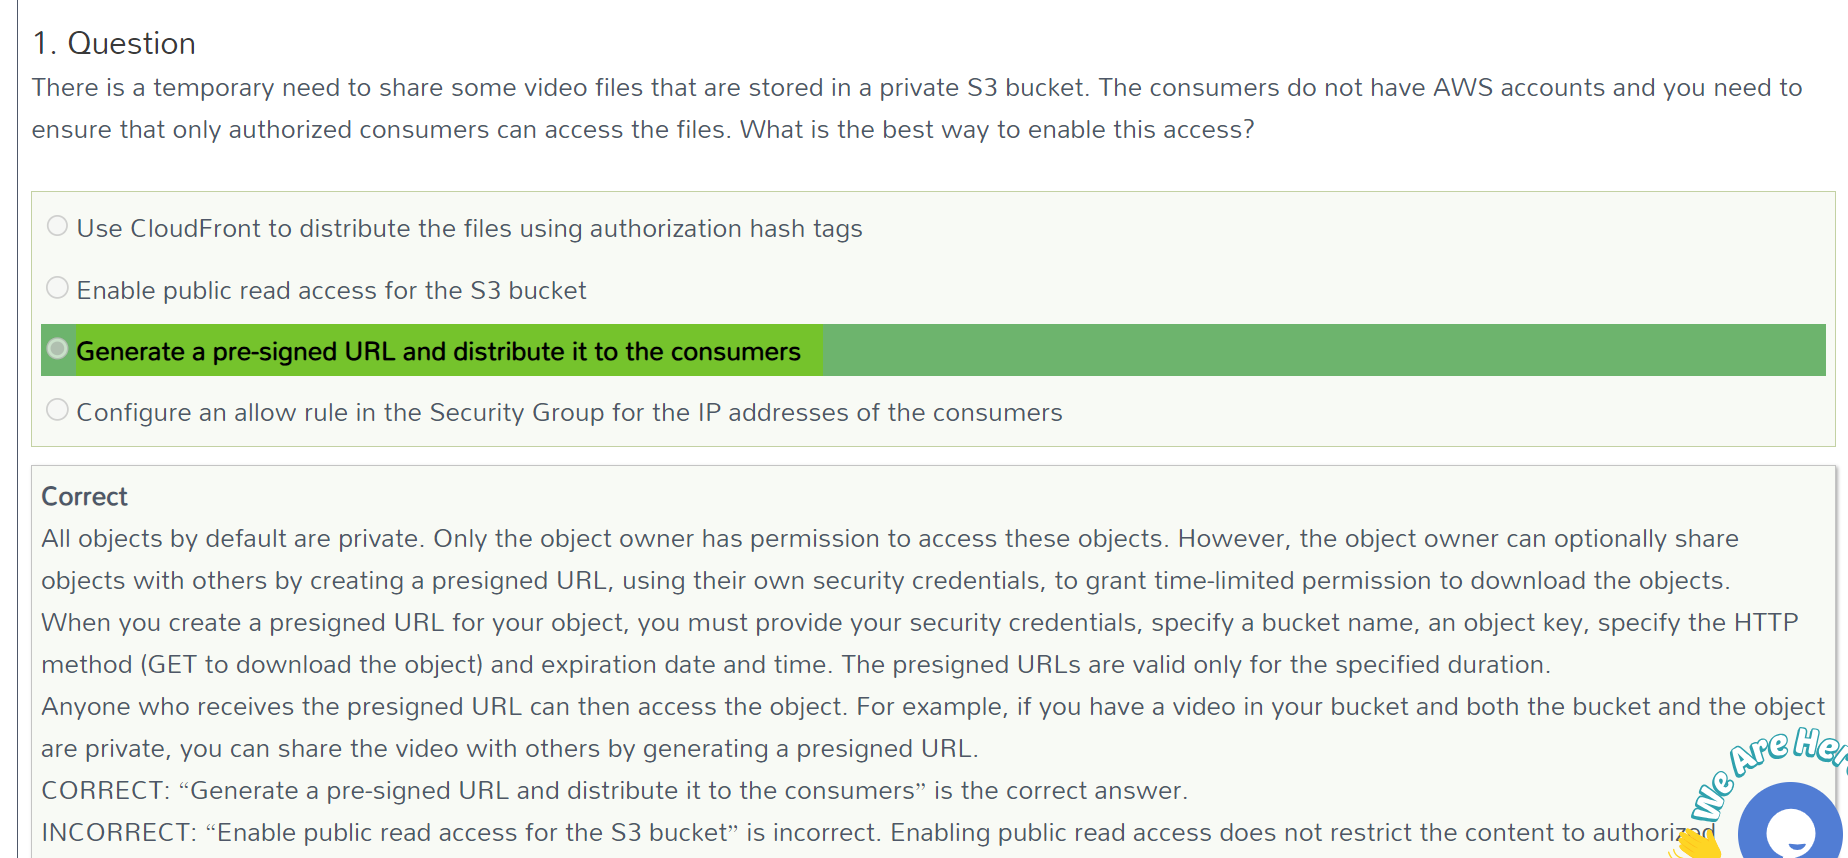 1. Question
There is a temporary need to share some video files that are stored in a private S3 bucket. The consumers do not have AWS accounts and you need to
ensure that only authorized consumers can access the files. What is the best way to enable this access?
Use CloudFront to distribute the files using authorization hash tags
Enable public read access for the S3 bucket
Generate a pre-signed URL and distribute it to the consumers
Configure an allow rule in the Security Group for the IP addresses of the consumers
Correct
All objects by default are private. Only the object owner has permission to access these objects. However, the object owner can optionally share
objects with others by creating a presigned URL, using their own security credentials, to grant time-limited permission to download the objects.
When you create a presigned URL for your object, you must provide your security credentials, specify a bucket name, an object key, specify the HTTP
method (GET to download the object) and expiration date and time. The presigned URLs are valid only for the specified duration.
Anyone who receives the presigned URL can then access the object. For example, if you have a video in your bucket and both the bucket and the object
are private, you can share the video with others by generating a presigned URL.
CORRECT: “Generate a pre-signed URL and distribute it to the consumers” is the correct answer.
INCORRECT: “Enable public read access for the S3 bucket” is incorrect. Enabling public read access does not restrict the content to authorized
We Are Her